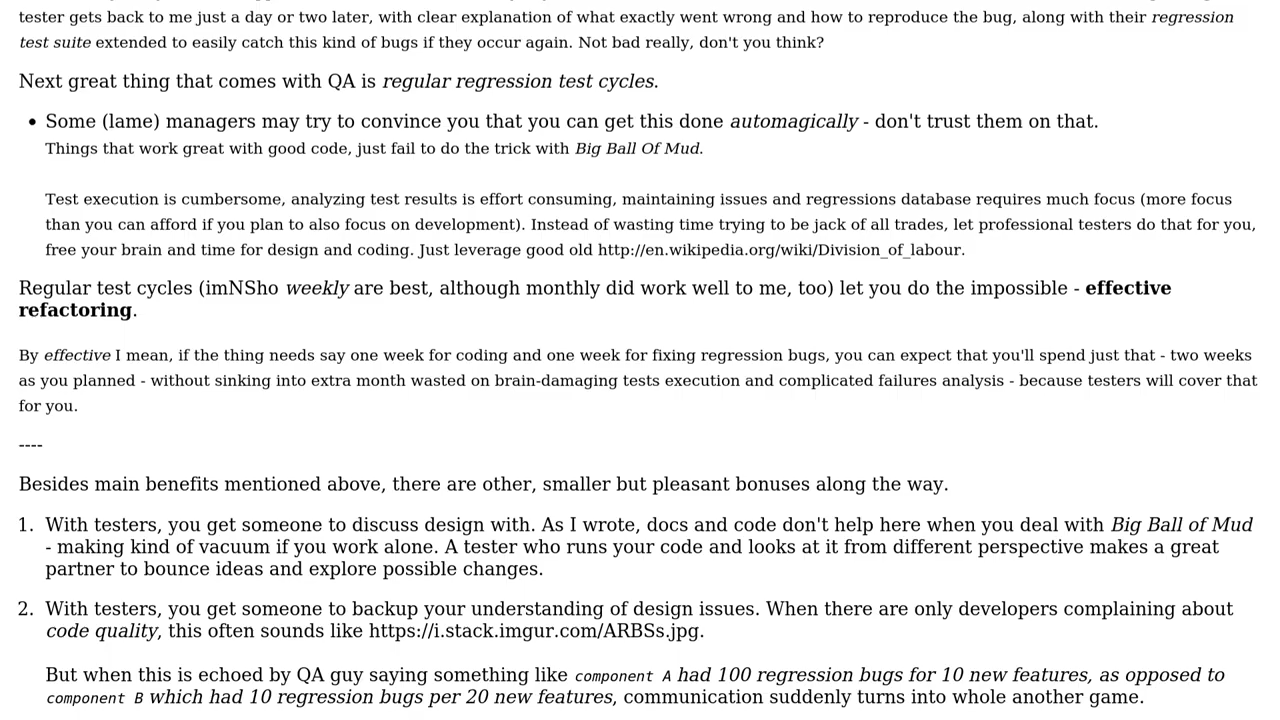 tester gets back to me just a day or two later, with clear explanation of what exactly went wrong and how to reproduce the bug, along with their regression
test suite extended to easily catch this kind of bugs if they occur again. Not bad really, don't you think?
Next great thing that comes with QA is regular regression test cycles.
• Some (lame) managers may try to convince you that you can get this done automagically - don't trust them on that.
Things that work great with good code, just fail to do the trick with Big Ball Of Mud.
Test execution is cumbersome, analyzing test results is effort consuming, maintaining issues and regressions database requires much focus (more focus
than you can afford if you plan to also focus on development). Instead of wasting time trying to be jack of all trades, let professional testers do that for you,
free your brain and time for design and coding. Just leverage good old http://en.wikipedia.org/wiki/Division_of_labour.
Regular test cycles (imNSho weekly are best, although monthly did work well to me, too) let you do the impossible - effective
refactoring.
By effective I mean, if the thing needs say one week for coding and one week for fixing regression bugs, you can expect that you'll spend just that - two weeks
as you planned - without sinking into extra month wasted on brain-damaging tests execution and complicated failures analysis - because testers will cover that
for you.
----
Besides main benefits mentioned above, there are other, smaller but pleasant bonuses along the way.
1. With testers, you get someone to discuss design with. As I wrote, docs and code don't help here when you deal with Big Ball of Mud
- making kind of vacuum if you work alone. A tester who runs your code and looks at it from different perspective makes a great
partner to bounce ideas and explore possible changes.
2. With testers, you get someone to backup your understanding of design issues. When there are only developers complaining about
code quality, this often sounds like https://i.stack.imgur.com/ARBSs.jpg.
But when this is echoed by QA guy saying something like component A had 100 regression bugs for 10 new features, as opposed to
component B which had 10 regression bugs per 20 new features, communication suddenly turns into whole another game.